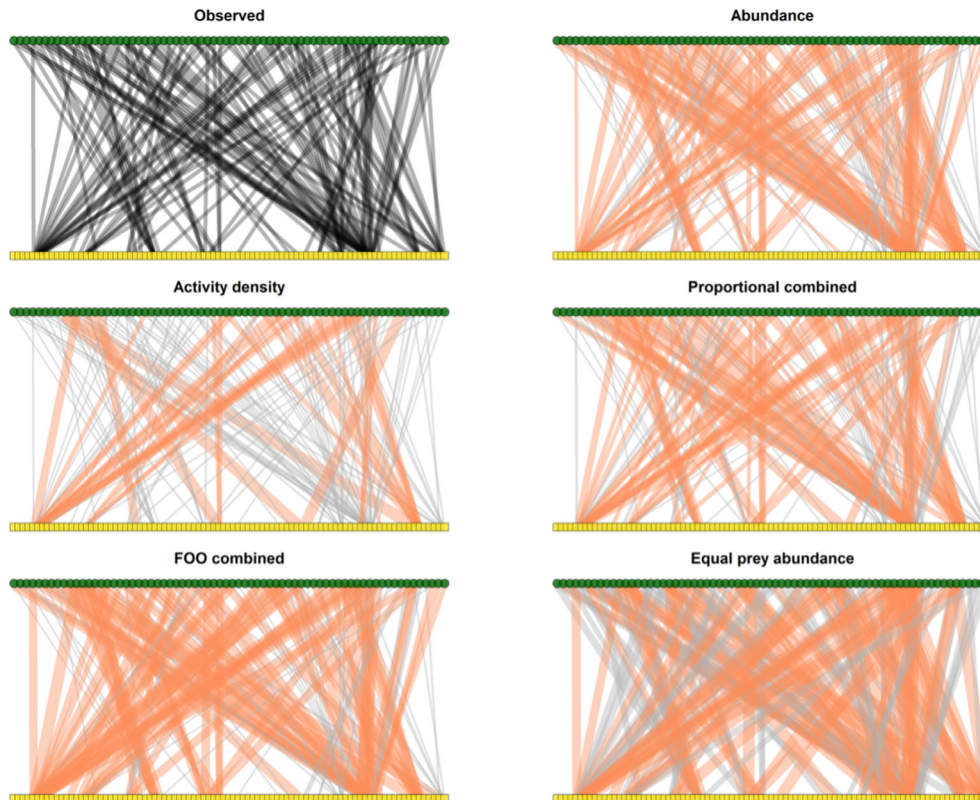 Observed
Abundance
Activity density
Proportional combined
FOO combined
Equal prey abundance